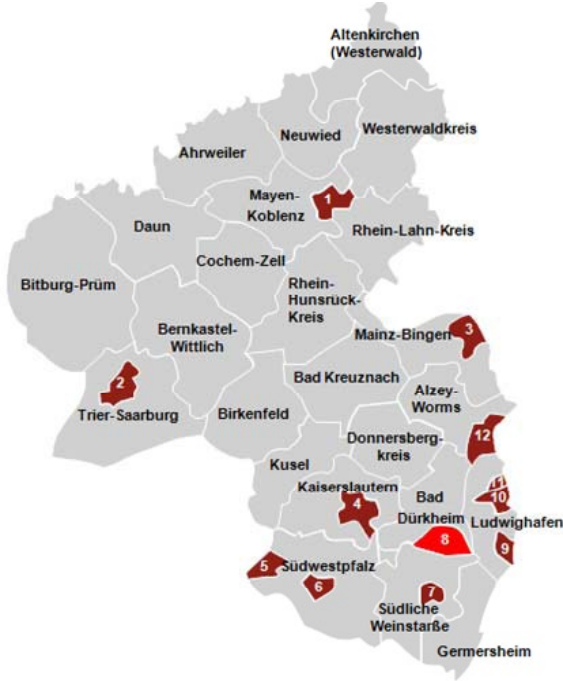 Altenkirchen
(Westerwald)
Neuwied
Westerwaldkreis
Ahrweiler
Mayen-
Koblenz
1
Rhein-Lahn-Kreis
Daun
Cochem-Zell
Bitburg-Prüm
Rhein-
Hunsrück-
Kreis
Bernkastel-
Wittlich
Mainz-Bingen
3
2
Bad Kreuznach
Trier-Saarburg
Birkenfeld
Alzey-
Worms
12
Donnersberg-
kreis
Kusel
Kaiserslautern
4
Bad
Dürkheim
11
10
Ludwighafen
8
9
5
Südwestpfalz
6
7
Südliche
Weinstarße
Germersheim